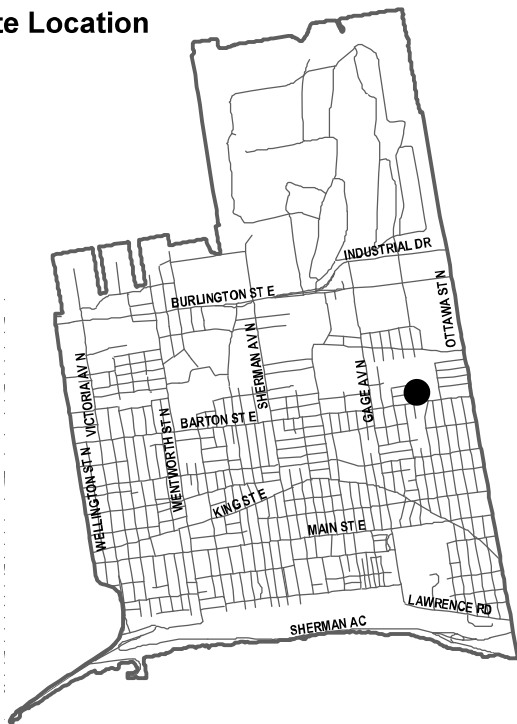 te Location
INDUSTRIAL DR
BURLINGTON ST E
OTTAWA ST N
SHERMAN AV N
VICTORIA AV N
GAGE AV N
BARTON ST E
WENTWORTH ST N
WELLINGTON ST N
KING ST E
MAIN ST E
LAWRENCE RD
SHERMAN AC